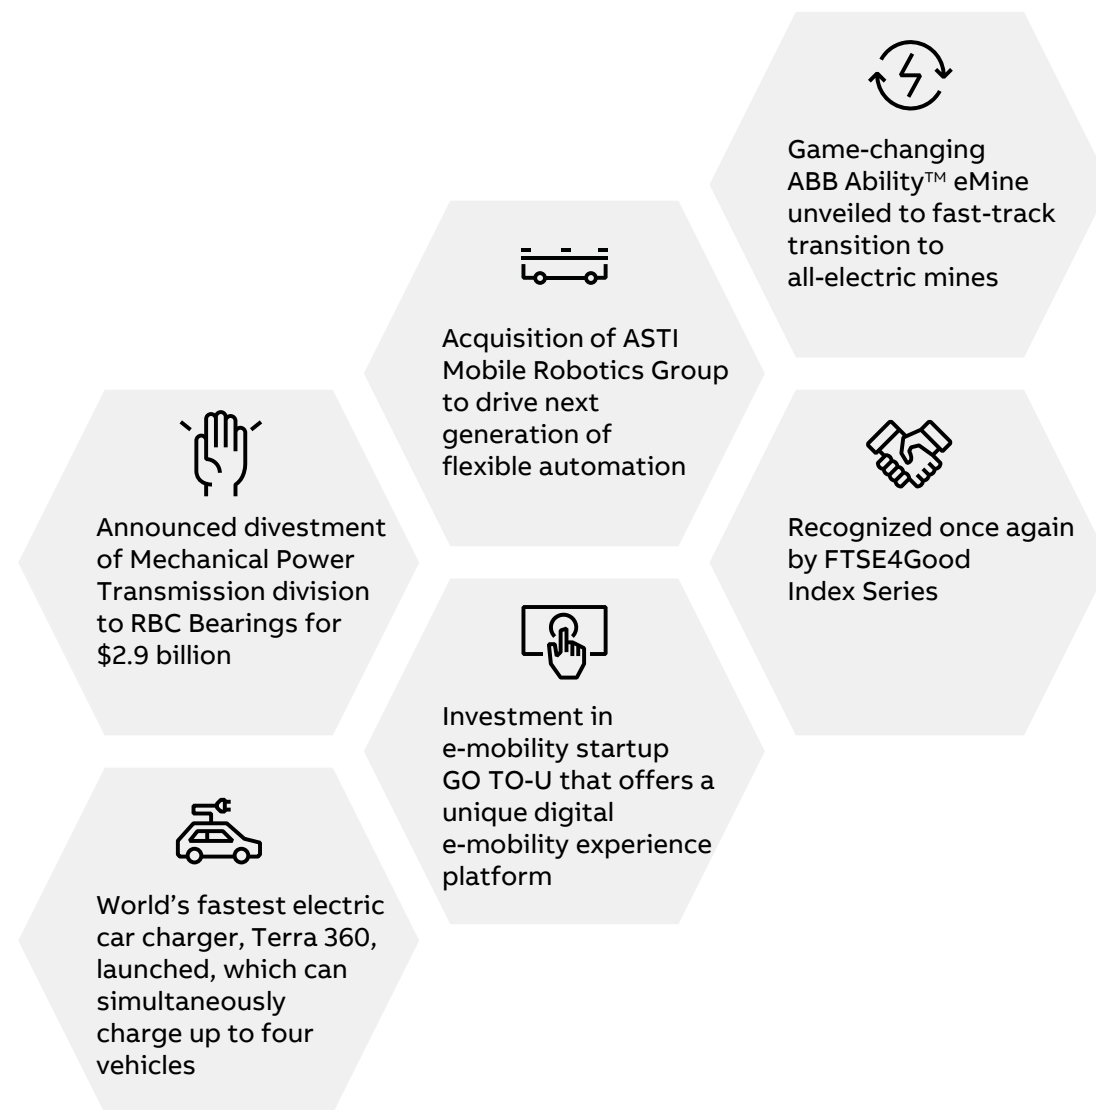 Game-changing
ABB Ability™ eMine
unveiled to fast-track
transition to
all-electric mines
Acquisition of ASTI
Mobile Robotics Group
to drive next
generation of
flexible automation
Announced divestment
of Mechanical Power
Transmission division
to RBC Bearings for
$2.9 billion
Recognized once again
by FTSE4Good
Index Series
Investment in
e-mobility startup
GO TO-U that offers a
unique digital
e-mobility experience
platform
World’s fastest electric
car charger, Terra 360,
launched, which can
simultaneously
charge up to four
vehicles